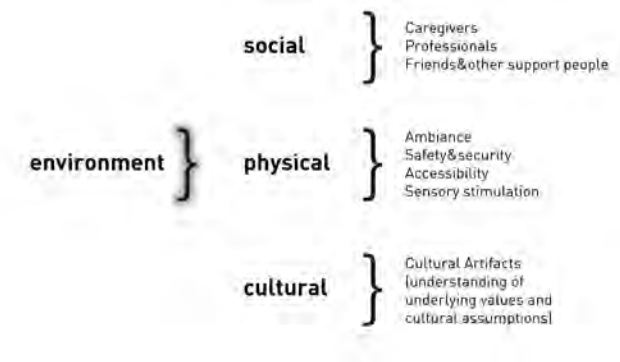 social
Caregivers
Professionals
Friends&other support people
environment
physical
Ambiance
Safety&security
Accessibility
Sensory stimulation
cultural
Cultural Artifacts
(understanding of
underlying values and
cultural assumptions)